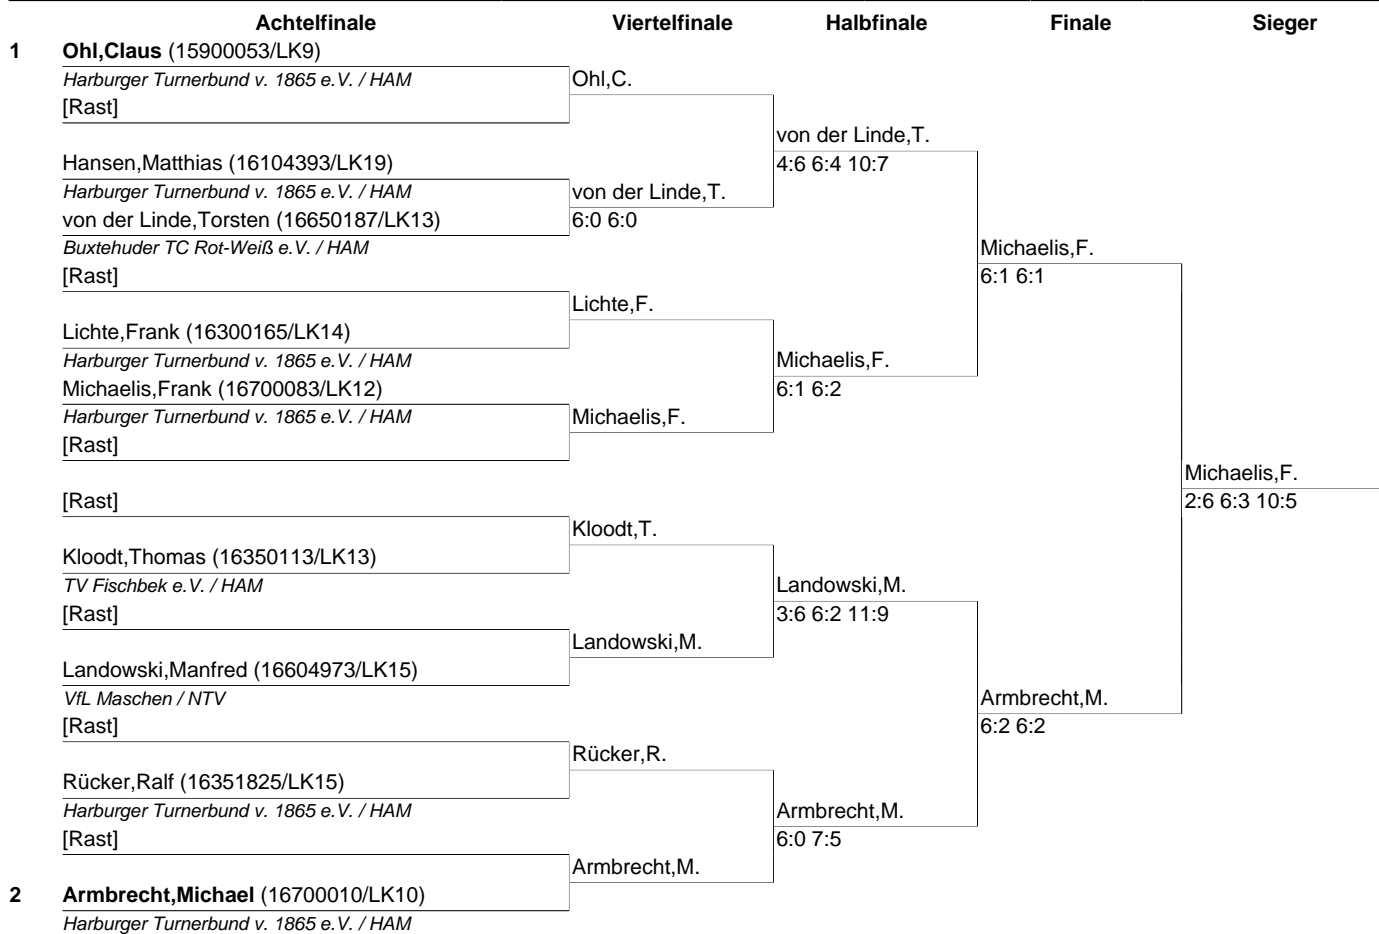 Achtelfinale Viertelfinale Halbfinale Finale Sieger
1 Ohl,Claus (15900053/LK9)
Harburger Turnerbund v. 1865 e.V. / HAM Ohl,C.
[Rast]
von der Linde,T.
Hansen,Matthias (16104393/LK19) 4:6 6:4 10:7
Harburger Turnerbund v. 1865 e.V. / HAM von der Linde,T.
von der Linde,Torsten (16650187/LK13) 6:0 6:0
Buxtehuder TC Rot-Weiß e.V. / HAM Michaelis,F.
[Rast] 6:1 6:1
Lichte,F.
Lichte,Frank (16300165/LK14)
Harburger Turnerbund v. 1865 e.V. / HAM Michaelis,F.
Michaelis,Frank (16700083/LK12) 6:1 6:2
Harburger Turnerbund v. 1865 e.V. / HAM Michaelis,F.
[Rast]
Michaelis,F.
[Rast] 2:6 6:3 10:5
Kloodt,T.
Kloodt,Thomas (16350113/LK13)
TV Fischbek e.V. / HAM Landowski,M.
[Rast] 3:6 6:2 11:9
Landowski,M.
Landowski,Manfred (16604973/LK15)
VfL Maschen / NTV Armbrecht,M.
[Rast] 6:2 6:2
Rücker,R.
Rücker,Ralf (16351825/LK15)
Harburger Turnerbund v. 1865 e.V. / HAM Armbrecht,M.
[Rast] 6:0 7:5
Armbrecht,M.
2 Armbrecht,Michael (16700010/LK10)
Harburger Turnerbund v. 1865 e.V. / HAM